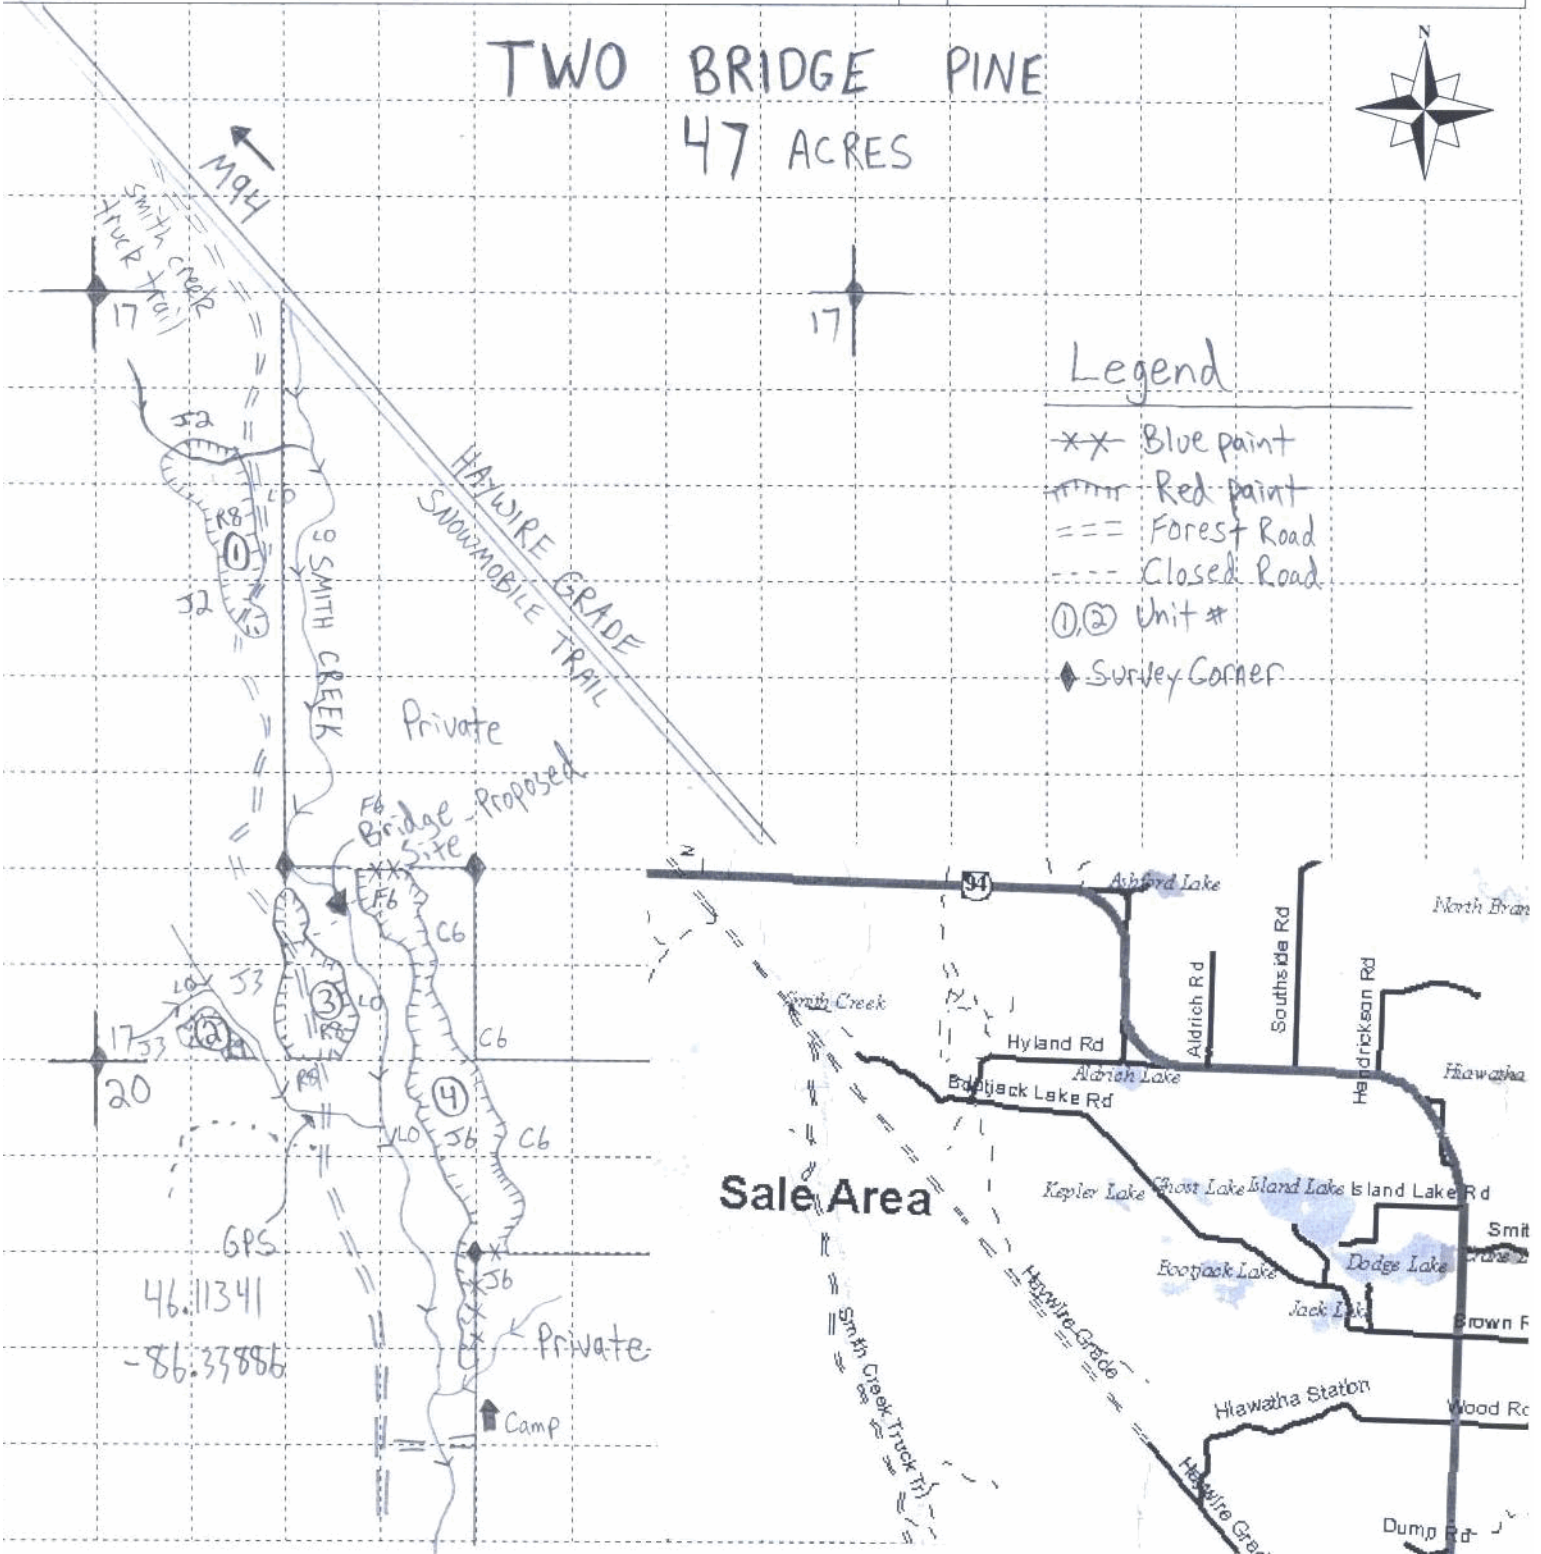 TWO BRIDGE PINE
47 ACRES
N
M94
Smith creek
truck trail
17
17
Legend
Blue paint
Red paint
Forest Road
Closed Road
1,2 Unit #
Survey Corner
J2
LO
R8
1
J2
LO
SMITH CREEK
HAYWIRE GRADE
SNOWMOBILE TRAIL
Private
F6
Bridge - Proposed
Site
F6
C6
J3
LO
3
LO
R8
2
17
J3
C6
20
R8
4
LO
J6
C6
GPS
46.11341
-86.33886
J6
Private
Camp
94
Ashford Lake
North Bran
Smith Creek
Aldrich Rd
Southside Rd
Hendrickson Rd
Hyland Rd
Aldrich Lake
Hiawatha
Bootjack Lake Rd
Sale Area
Kepler Lake
Ghost Lake
Island Lake
Island Lake Rd
Smit
Bootjack Lake
Dodge Lake
Jack Lake
Brown R
Haywire Grade
Smith Creek Truck Trl
Hiawatha Station
Wood Rd
Haywire Grad
Dump Rd